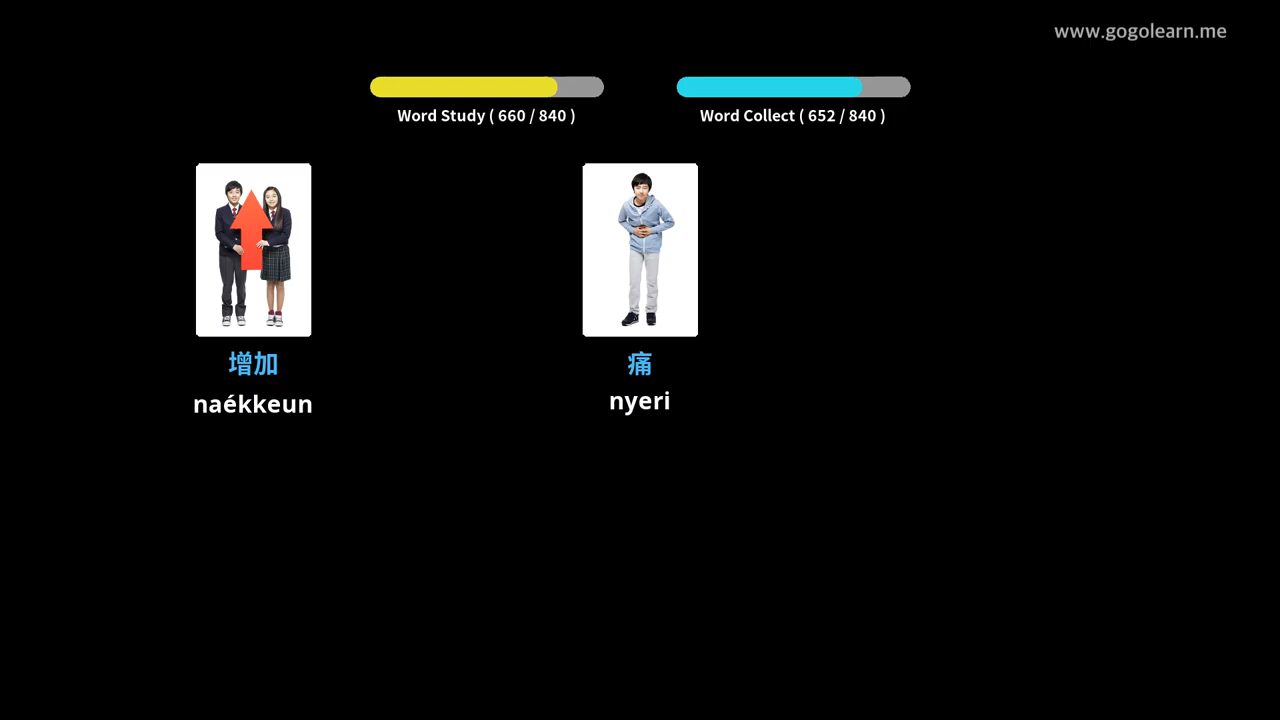 www.gogolearn.me
Word Study ( 660 / 840 )
Word Collect ( 652 / 840 )
增加
痛
naékkeun
nyeri